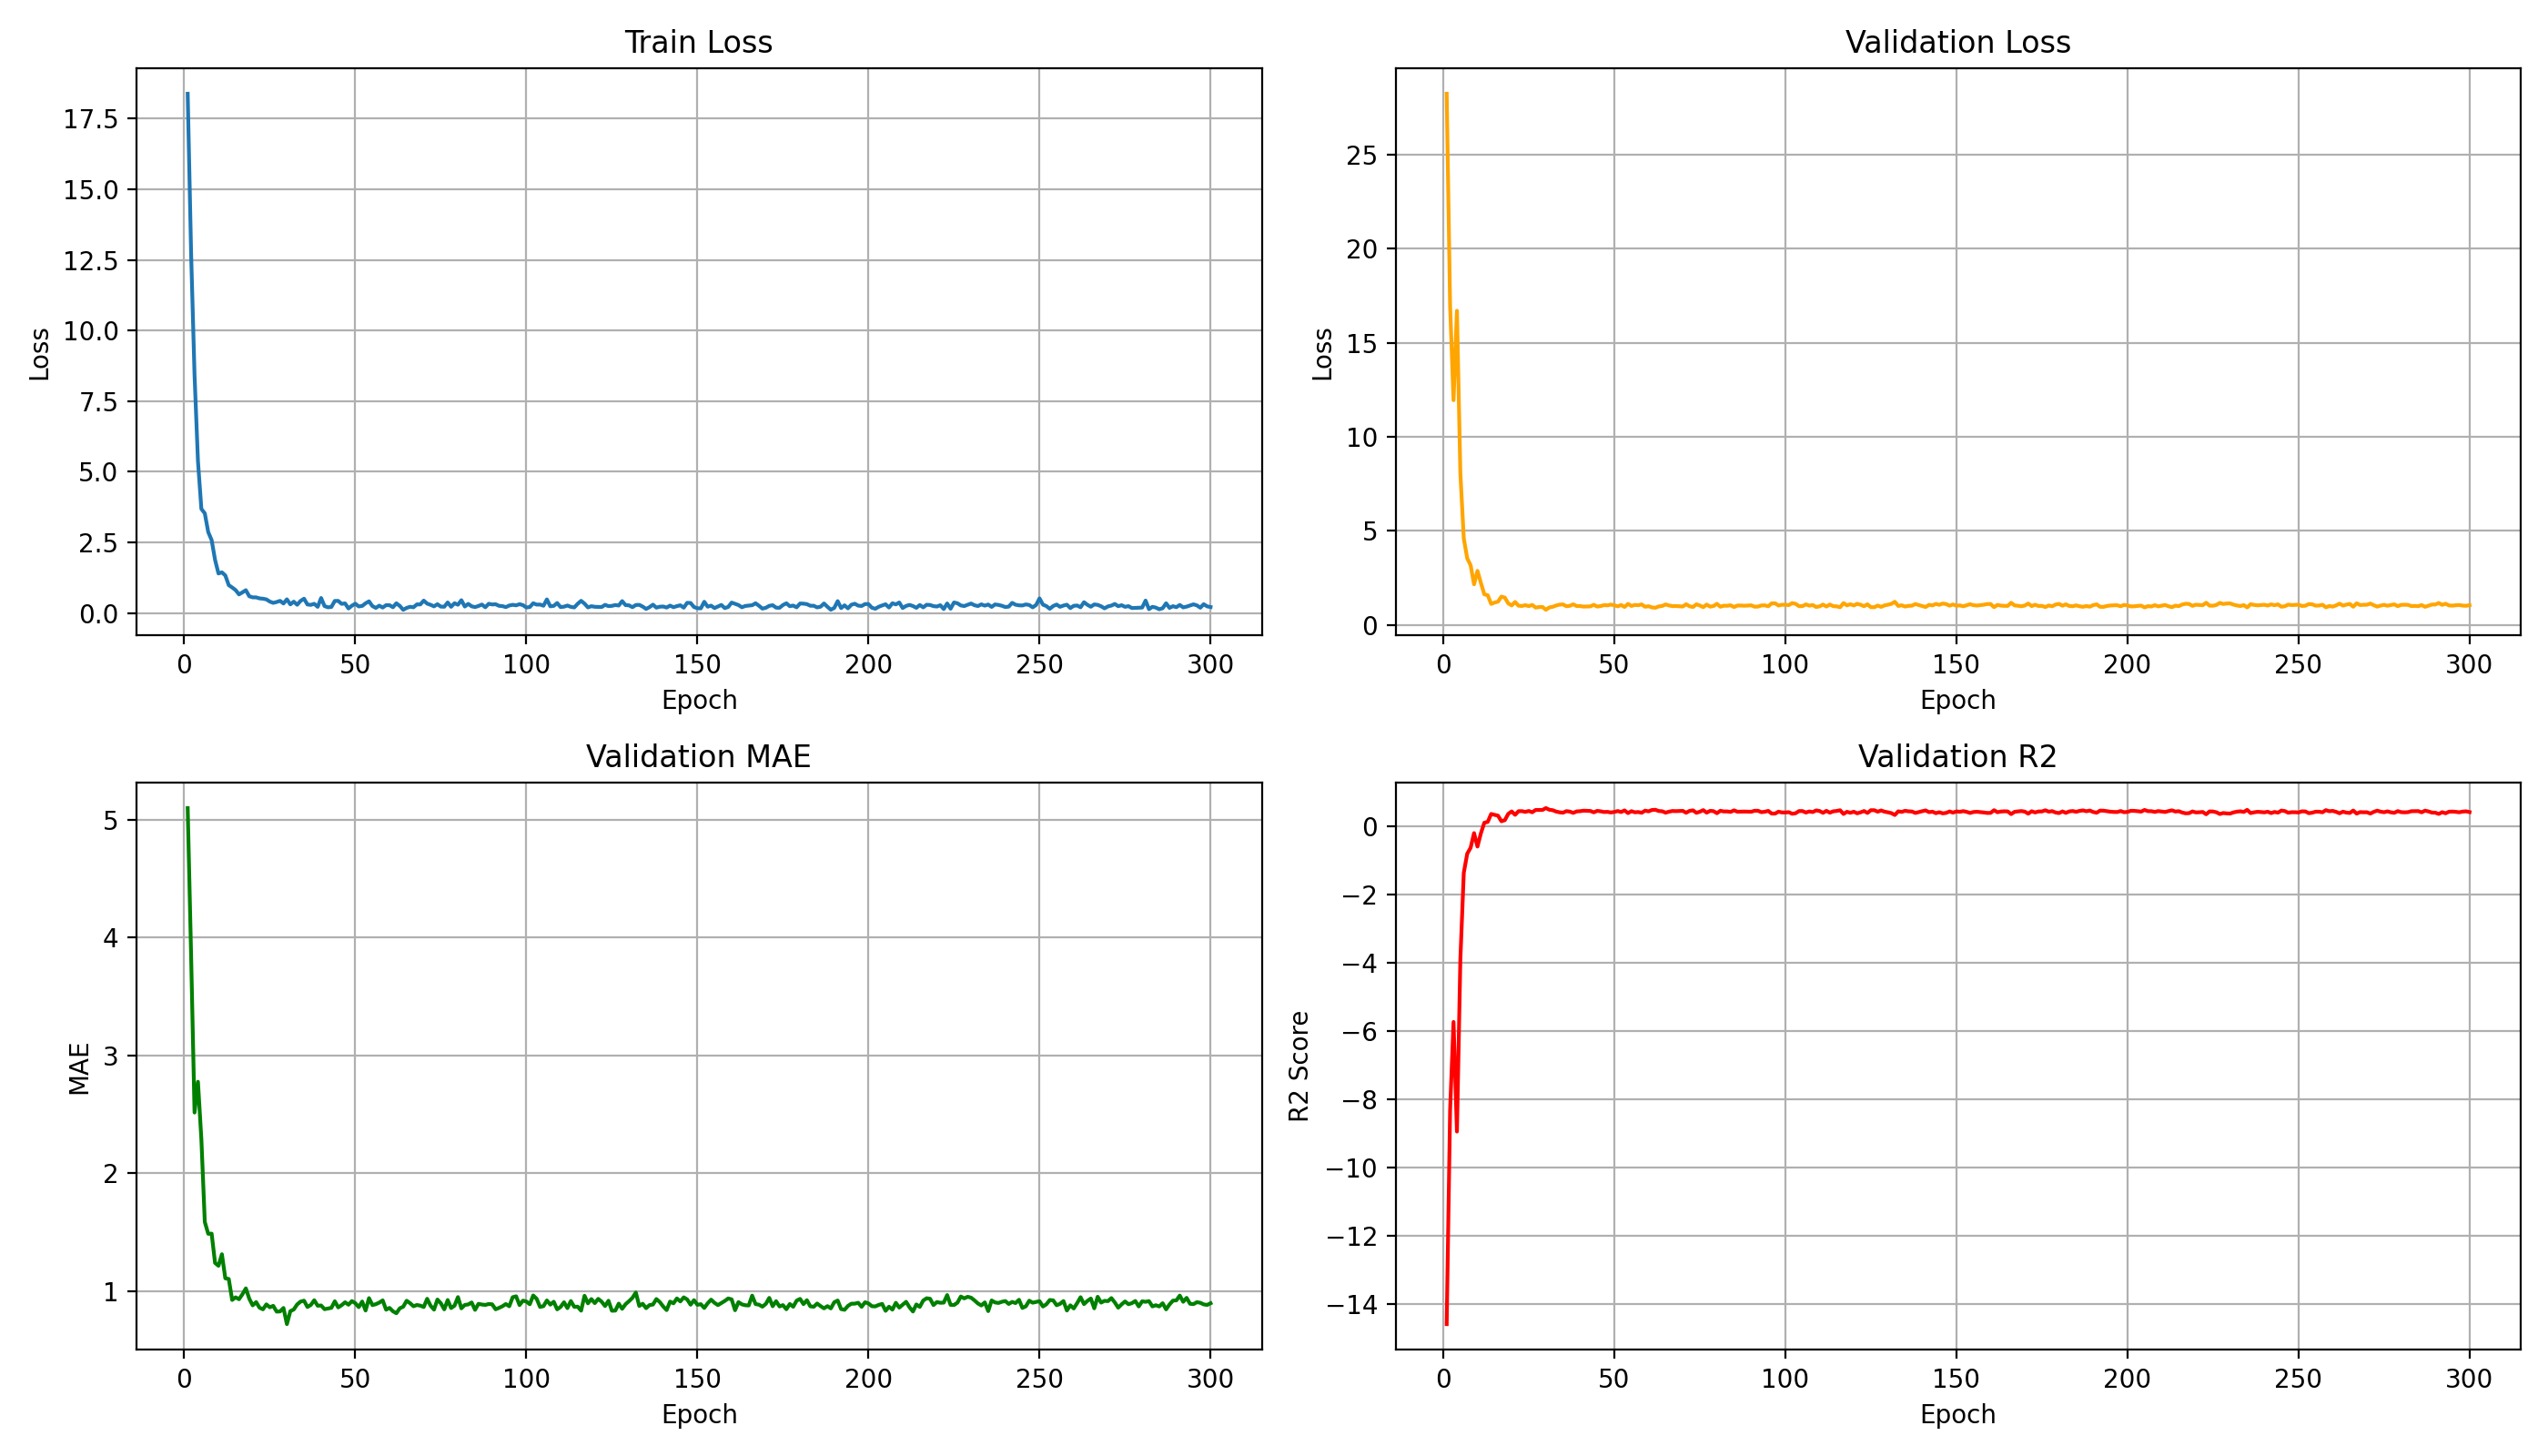 Train Loss
17.5
15.0
12.5
10.0
7.5
5.0
2.5
0.0
Loss
0 50 100 150 200 250 300
Epoch
Validation Loss
25
20
15
10
5
0
Loss
0 50 100 150 200 250 300
Epoch
Validation MAE
5
4
3
2
1
MAE
0 50 100 150 200 250 300
Epoch
Validation R2
0
−2
−4
−6
−8
−10
−12
−14
R2 Score
0 50 100 150 200 250 300
Epoch